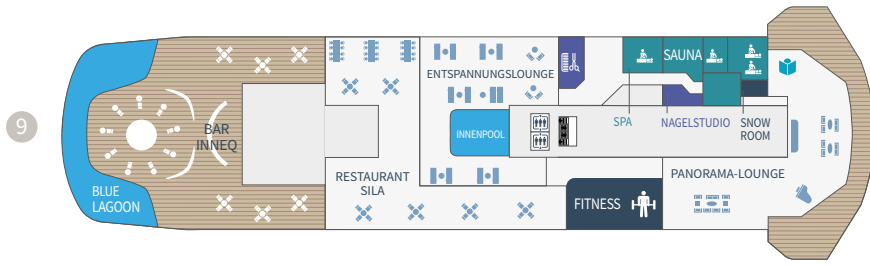 9
BLUE
LAGOON
BAR
INNEQ
RESTAURANT
SILA
ENTSPANNUNGSLOUNGE
INNENPOOL
SAUNA
SPA
NAGELSTUDIO
SNOW
ROOM
FITNESS
PANORAMA-LOUNGE